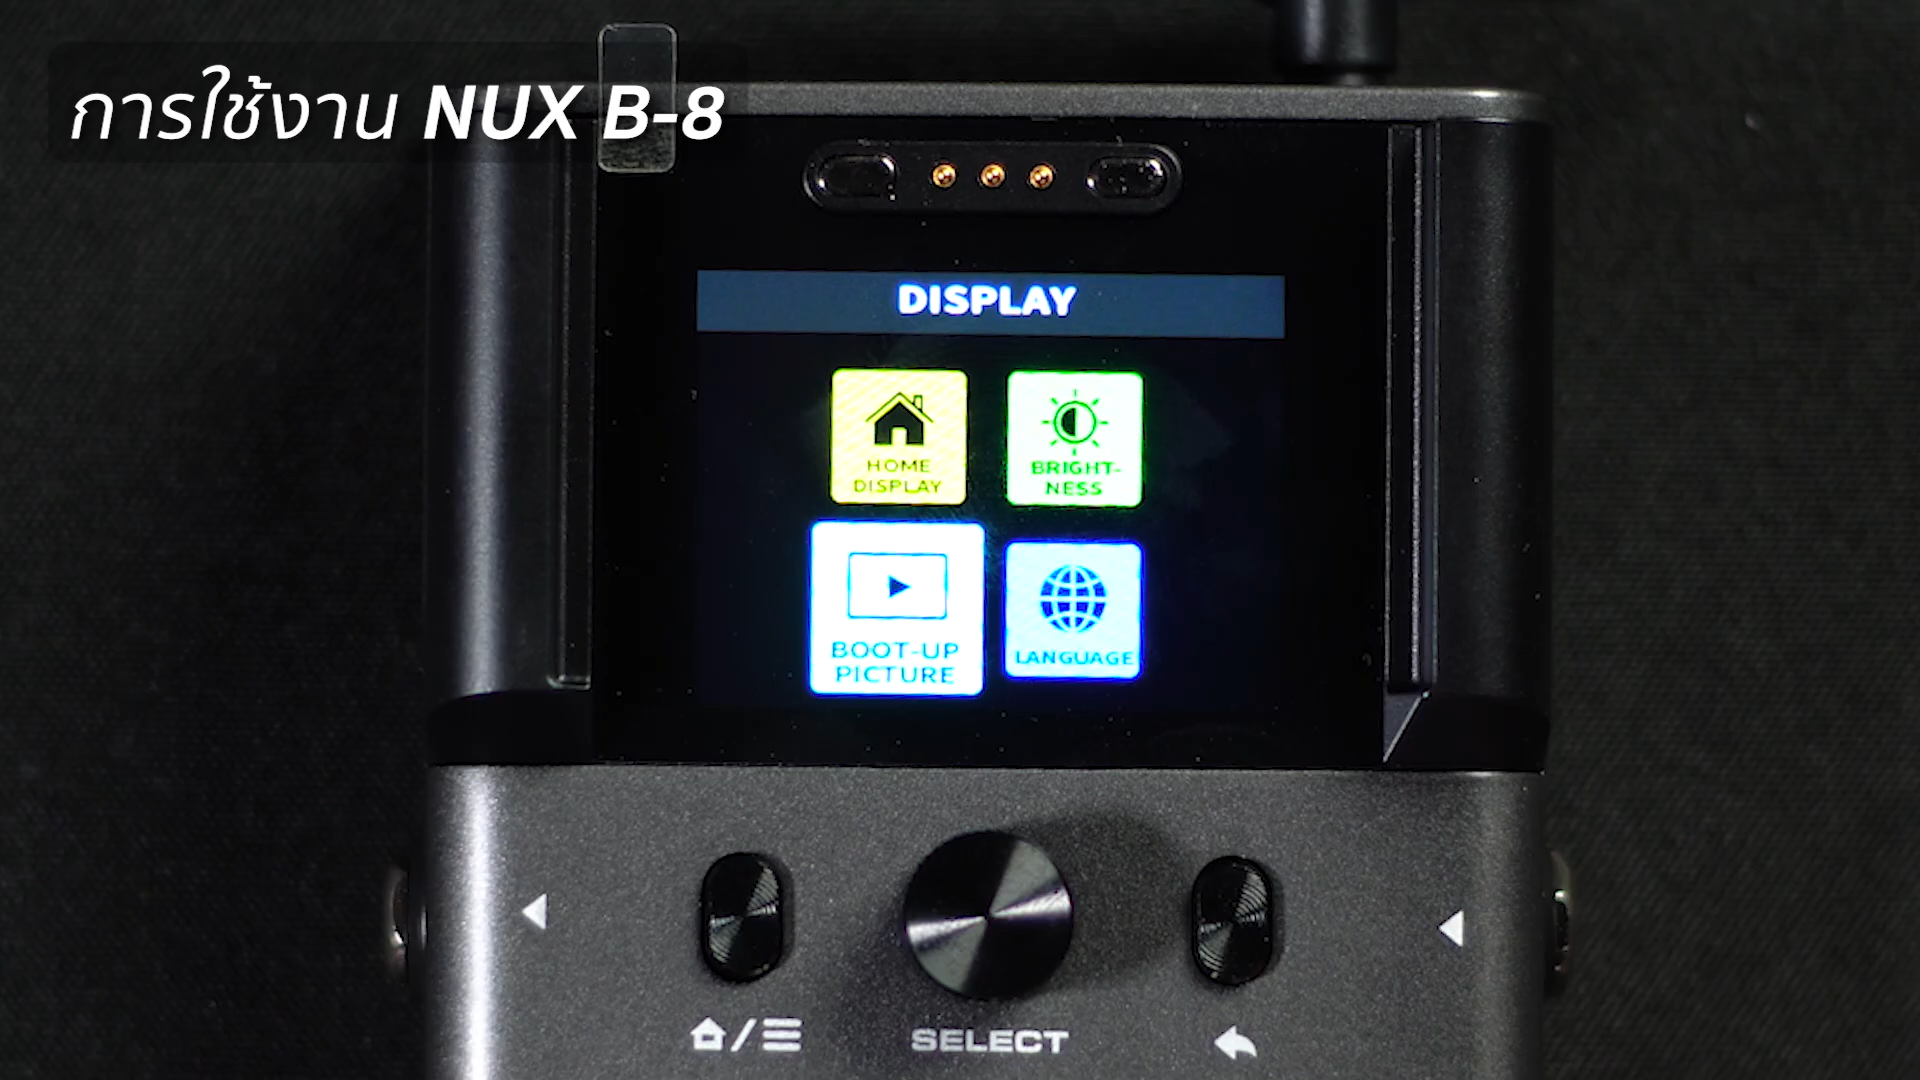 การใช้งาน NUX B-8
DISPLAY
HOME
DISPLAY
BRIGHT-
NESS
BOOT-UP
PICTURE
LANGUAGE
SELECT